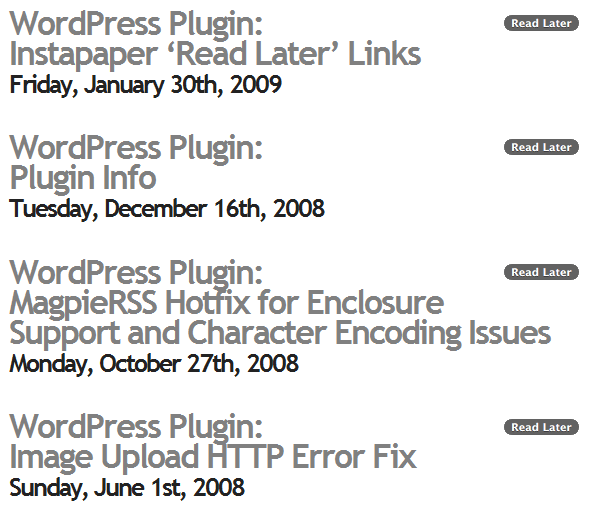 WordPress Plugin:
Read Later
Instapaper ‘Read Later’ Links
Friday, January 30th, 2009
WordPress Plugin:
Read Later
Plugin Info
Tuesday, December 16th, 2008
WordPress Plugin:
Read Later
MagpieRSS Hotfix for Enclosure
Support and Character Encoding Issues
Monday, October 27th, 2008
WordPress Plugin:
Read Later
Image Upload HTTP Error Fix
Sunday, June 1st, 2008